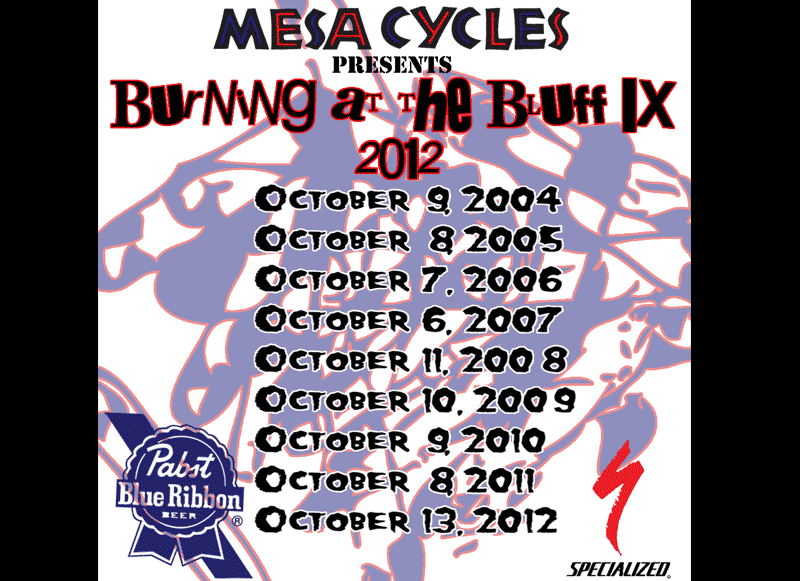 MESA CYCLES
PRESENTS
BurNiNg aT The BLuff IX
2012
OCTOBER 9, 2004
OCTOBER 8 2005
OCTOBER 7, 2006
OCTOBER 6, 2007
OCTOBER 11, 2008
OCTOBER 10, 2009
OCTOBER 9, 2010
OCTOBER 8, 2011
OCTOBER 13, 2012
Pabst
Blue Ribbon
BEER
®
SPECIALIZED®